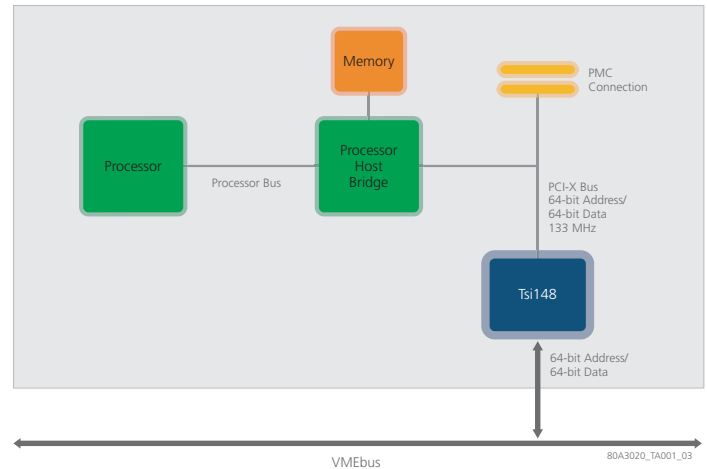 Memory
PMC
Connection
Processor
Processor Bus
Processor
Host
Bridge
PCI-X Bus
64-bit Address/
64-bit Data
133 MHz
Tsi148
64-bit Address/
64-bit Data
VMEbus
80A3020_TA001_03